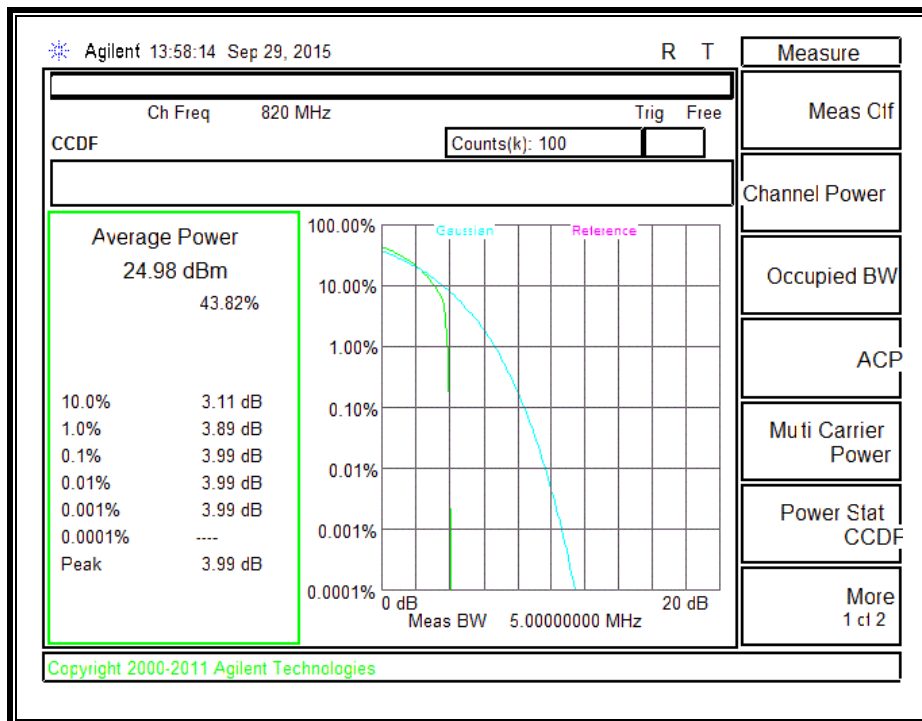 Agilent 13:58:14 Sep 29, 2015 R T
Measure
Ch Freq 820 MHz Trig Free
Meas Off
CCDF Counts(k): 100
Channel Power
Average Power
24.98 dBm
43.82%
10.0% 3.11 dB
1.0% 3.89 dB
0.1% 3.99 dB
0.01% 3.99 dB
0.001% 3.99 dB
0.0001% ----
Peak 3.99 dB
Gaussian Reference
100.00%
10.00%
1.00%
0.10%
0.01%
0.001%
0.0001%
0 dB 20 dB
Meas BW 5.00000000 MHz
Occupied BW
ACP
Multi Carrier
Power
Power Stat
CCDF
More
1 of 2
Copyright 2000-2011 Agilent Technologies